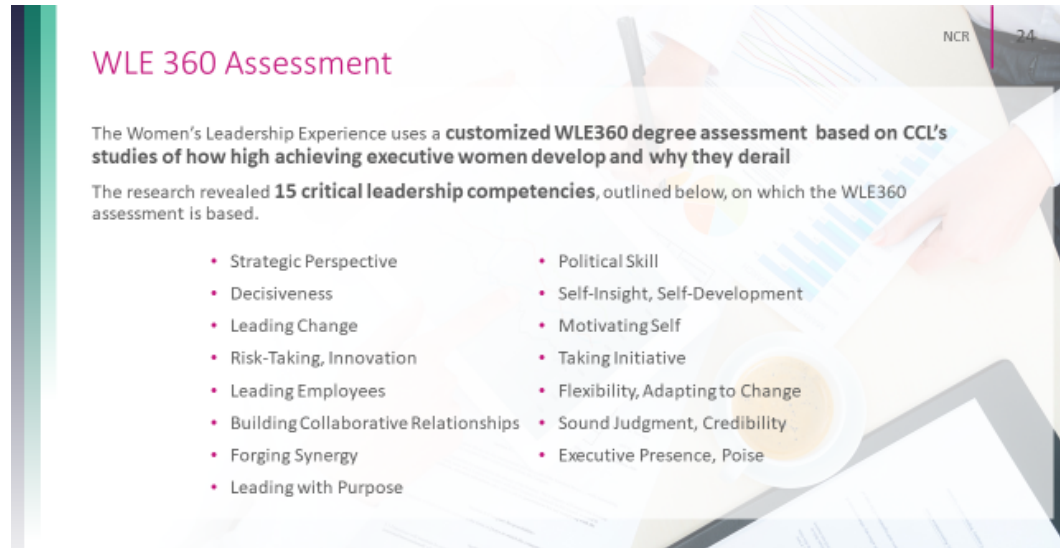 NCR
24
WLE 360 Assessment
The Women's Leadership Experience uses a customized WLE360 degree assessment based on CCL's
studies of how high achieving executive women develop and why they derail
The research revealed 15 critical leadership competencies, outlined below, on which the WLE360
assessment is based.
• Strategic Perspective
• Decisiveness
• Leading Change
• Risk-Taking, Innovation
• Leading Employees
• Building Collaborative Relationships
• Forging Synergy
• Leading with Purpose
• Political Skill
• Self-Insight, Self-Development
• Motivating Self
• Taking Initiative
• Flexibility, Adapting to Change
• Sound Judgment, Credibility
• Executive Presence, Poise